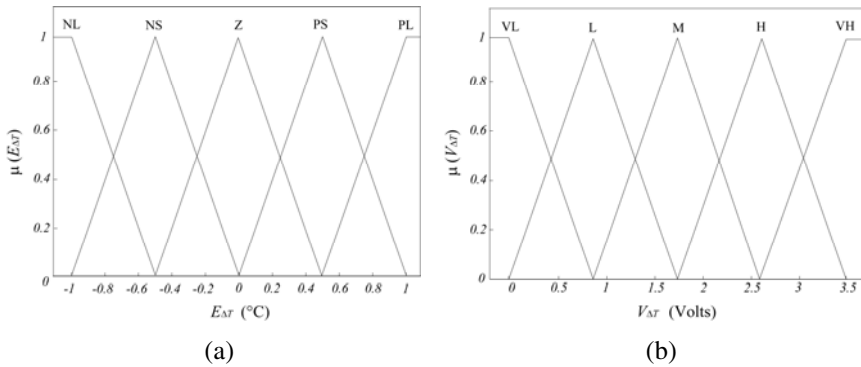 NL NS Z PS PL
1
0.8
0.6
0.4
0.2
0
μ (EΔT)
-1 -0.8 -0.6 -0.4 -0.2 0 0.2 0.4 0.6 0.8 1
EΔT (°C)
(a)
VL L M H VH
1
0.8
0.6
0.4
0.2
0
μ (VΔT)
0 0.5 1 1.5 2 2.5 3 3.5
VΔT (Volts)
(b)